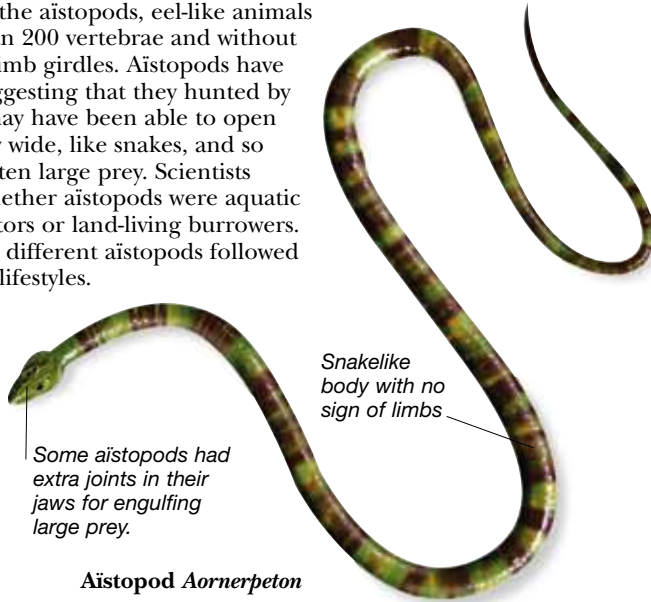 the aïstopods, eel-like animals
an 200 vertebrae and without
imb girdles. Aïstopods have
ggesting that they hunted by
nay have been able to open
wide, like snakes, and so
ten large prey. Scientists
ether aïstopods were aquatic
tors or land-living burrowers.
different aïstopods followed
lifestyles.
Snakelike
body with no
sign of limbs
Some aïstopods had
extra joints in their
jaws for engulfing
large prey.
Aïstopod Aornerpeton